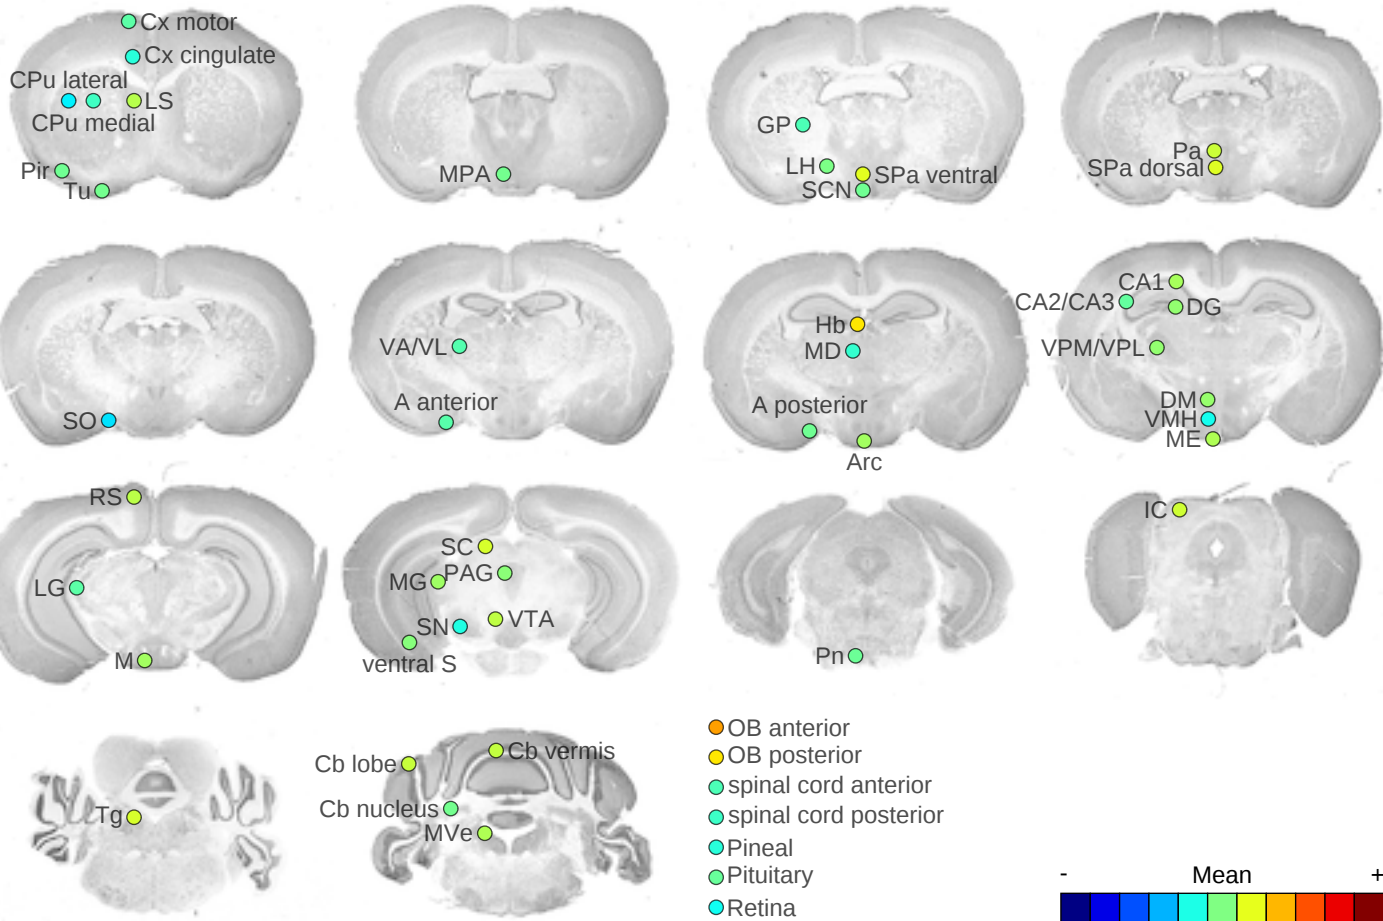 Cx motor
Cx cingulate
CPu lateral
LS
CPu medial
Pir
Tu
MPA
GP
LH
SPa ventral
SCN
Pa
SPa dorsal
SO
VA/VL
A anterior
Hb
MD
A posterior
Arc
CA1
CA2/CA3
DG
VPM/VPL
DM
VMH
ME
RS
LG
M
SC
PAG
MG
VTA
SN
ventral S
Pn
IC
Tg
Cb vermis
Cb lobe
Cb nucleus
MVe
OB anterior
OB posterior
spinal cord anterior
spinal cord posterior
Pineal
Pituitary
Retina
- Mean +